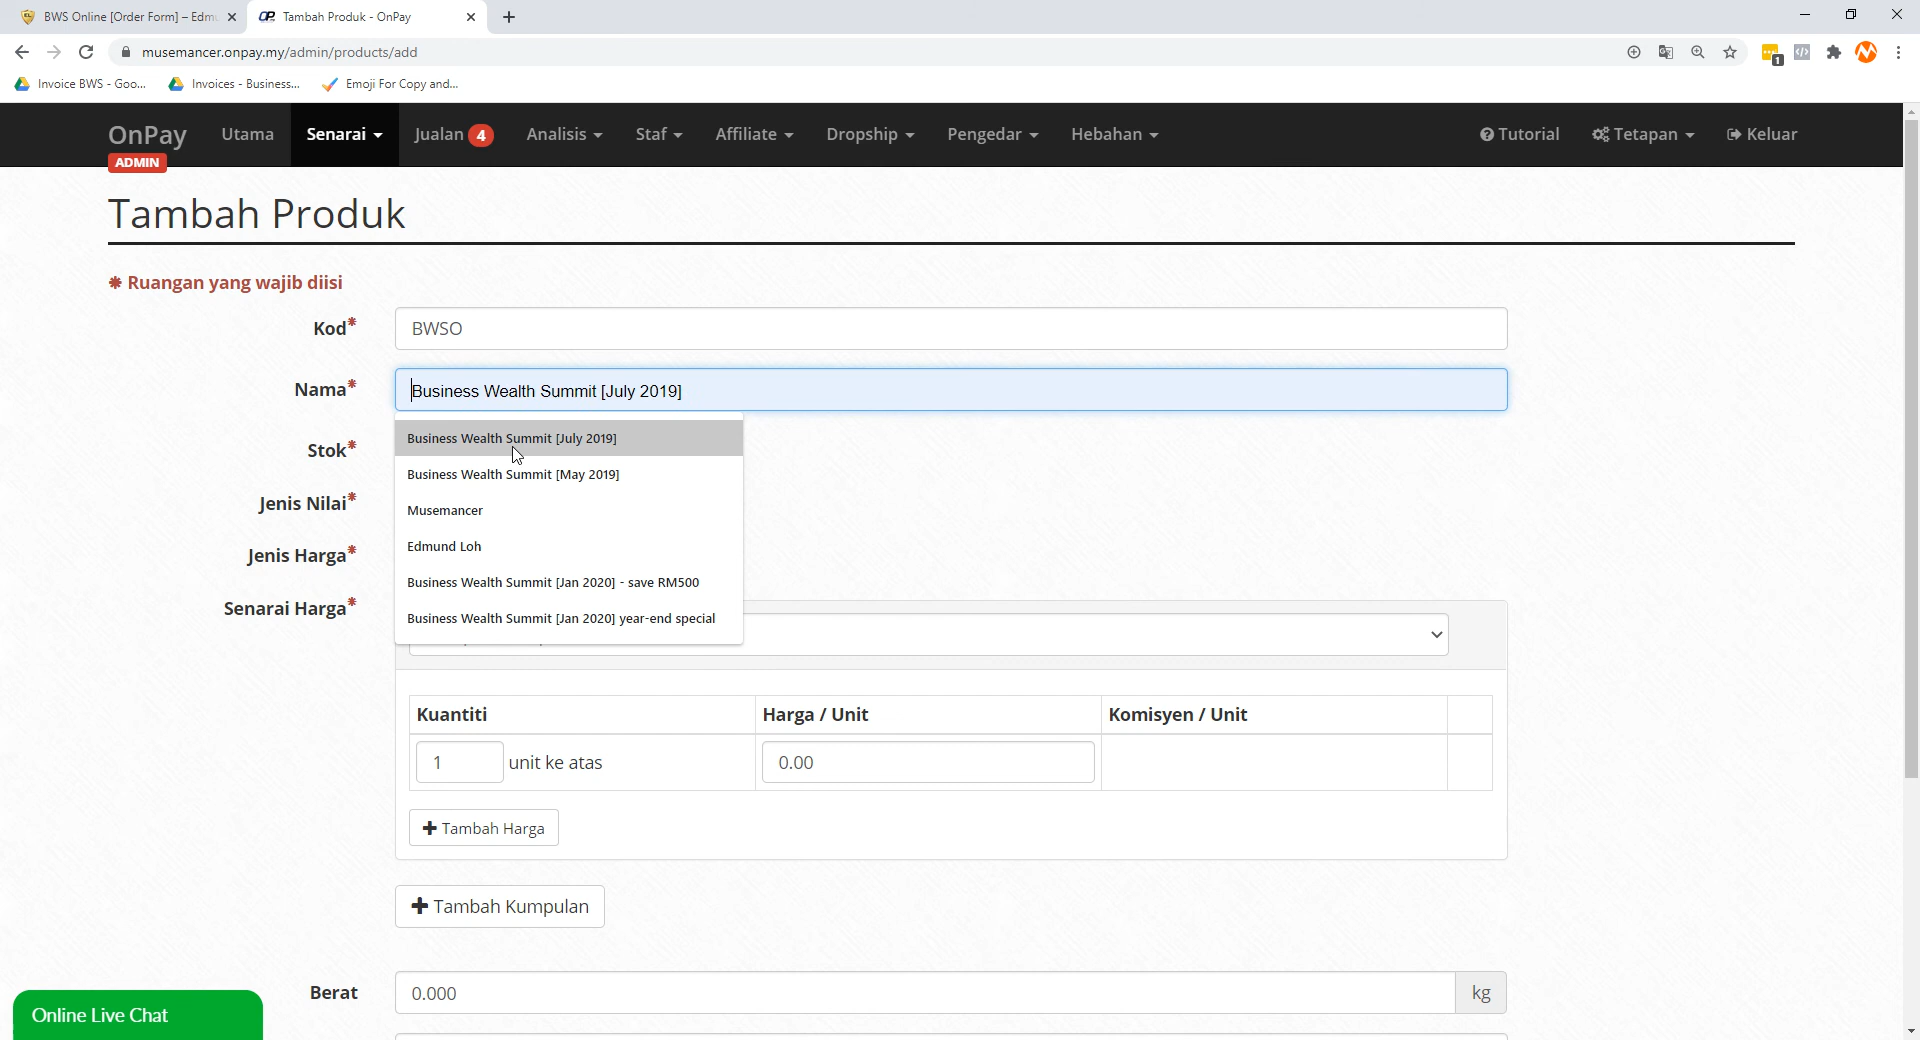 BWS Online [Order Form] – Edm
Tambah Produk - OnPay
musemancer.onpay.my/admin/products/add
1
Invoice BWS - Goo...
Invoices - Business...
Emoji For Copy and...
OnPay
ADMIN
Utama
Senarai
Jualan 4
Analisis
Staf
Affiliate
Dropship
Pengedar
Hebahan
Tutorial
Tetapan
Keluar
Tambah Produk
* Ruangan yang wajib diisi
Kod*
BWSO
Nama*
Business Wealth Summit [July 2019]
Business Wealth Summit [July 2019]
Business Wealth Summit [May 2019]
Musemancer
Edmund Loh
Business Wealth Summit [Jan 2020] - save RM500
Business Wealth Summit [Jan 2020] year-end special
Stok*
Jenis Nilai*
Jenis Harga*
Senarai Harga*
Kuantiti
Harga / Unit
Komisyen / Unit
1
unit ke atas
0.00
Tambah Harga
Tambah Kumpulan
Berat
0.000
kg
Online Live Chat